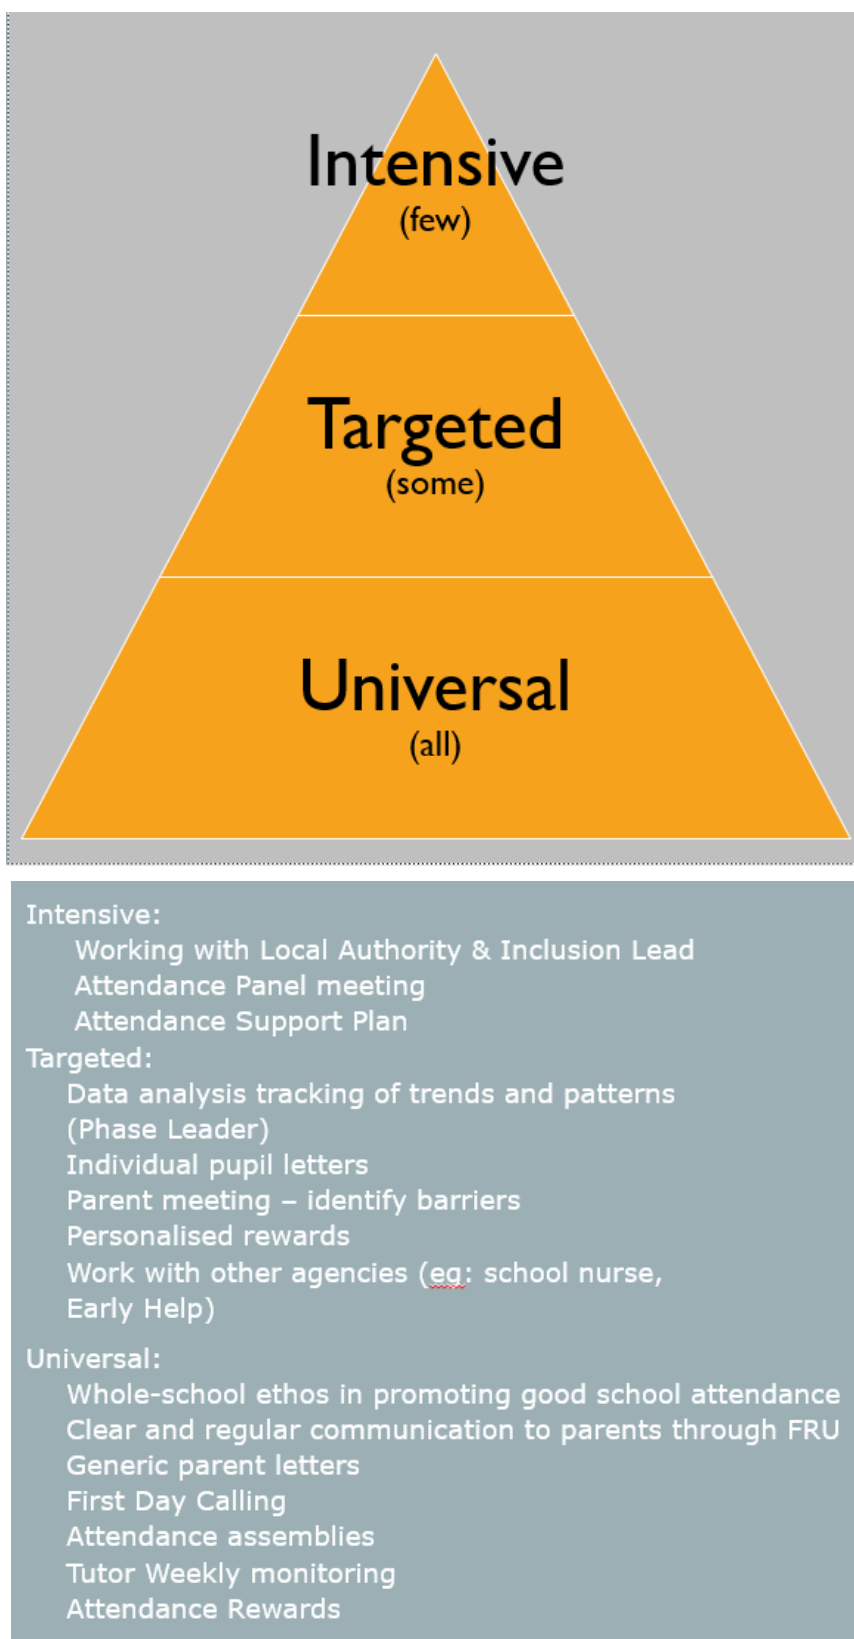 Intensive
(few)
Targeted
(some)
Universal
(all)
Intensive:
Working with Local Authority & Inclusion Lead
Attendance Panel meeting
Attendance Support Plan
Targeted:
Data analysis tracking of trends and patterns
(Phase Leader)
Individual pupil letters
Parent meeting – identify barriers
Personalised rewards
Work with other agencies (eg: school nurse,
Early Help)
Universal:
Whole-school ethos in promoting good school attendance
Clear and regular communication to parents through FRU
Generic parent letters
First Day Calling
Attendance assemblies
Tutor Weekly monitoring
Attendance Rewards